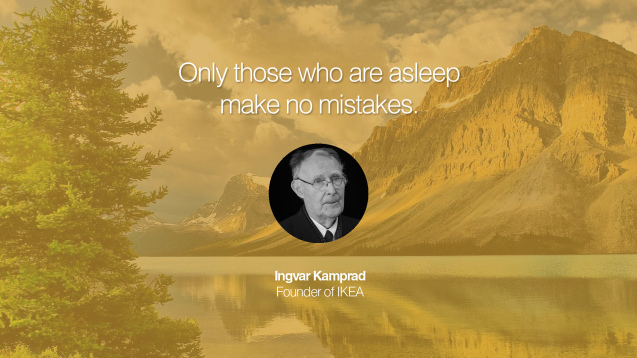 Only those who are asleep
make no mistakes.
Ingvar Kamprad
Founder of IKEA